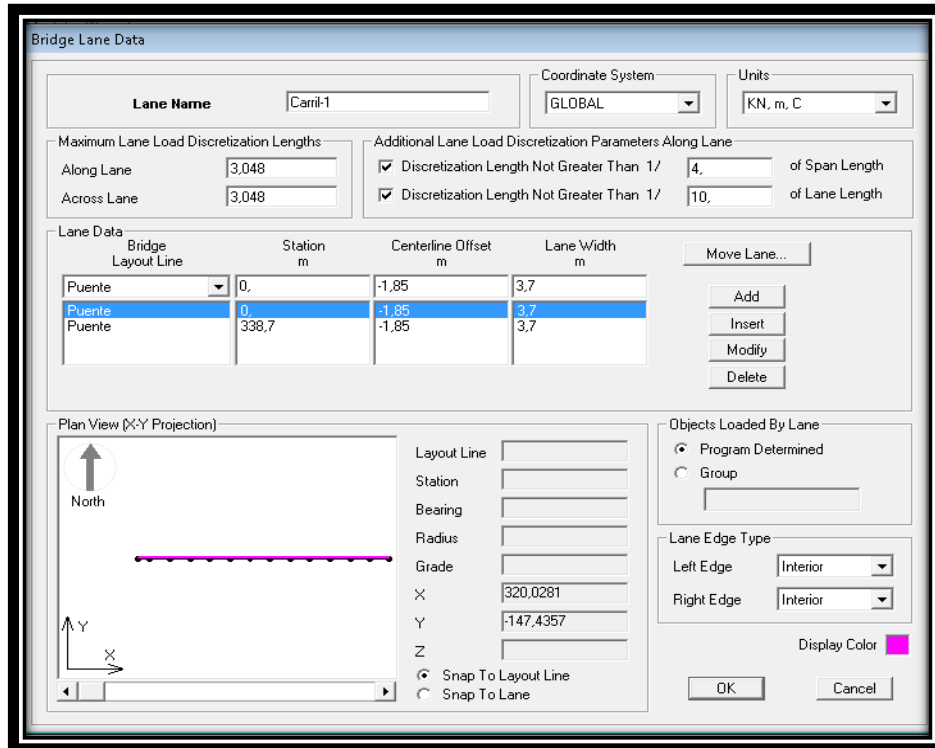 Bridge Lane Data
Lane Name
Carril-1
Coordinate System
GLOBAL
Units
KN, m, C
Maximum Lane Load Discretization Lengths
Along Lane
3,048
Across Lane
3,048
Additional Lane Load Discretization Parameters Along Lane
Discretization Length Not Greater Than 1/ 4, of Span Length
Discretization Length Not Greater Than 1/ 10, of Lane Length
Lane Data
Bridge Layout Line
Station m
Centerline Offset m
Lane Width m
Puente 0, -1,85 3,7
Puente 0, -1,85 3,7
Puente 338,7 -1,85 3,7
Move Lane...
Add
Insert
Modify
Delete
Plan View (X-Y Projection)
North
Y
X
Layout Line
Station
Bearing
Radius
Grade
X 320,0281
Y -147,4357
Z
Snap To Layout Line
Snap To Lane
Objects Loaded By Lane
Program Determined
Group
Lane Edge Type
Left Edge Interior
Right Edge Interior
Display Color
OK
Cancel